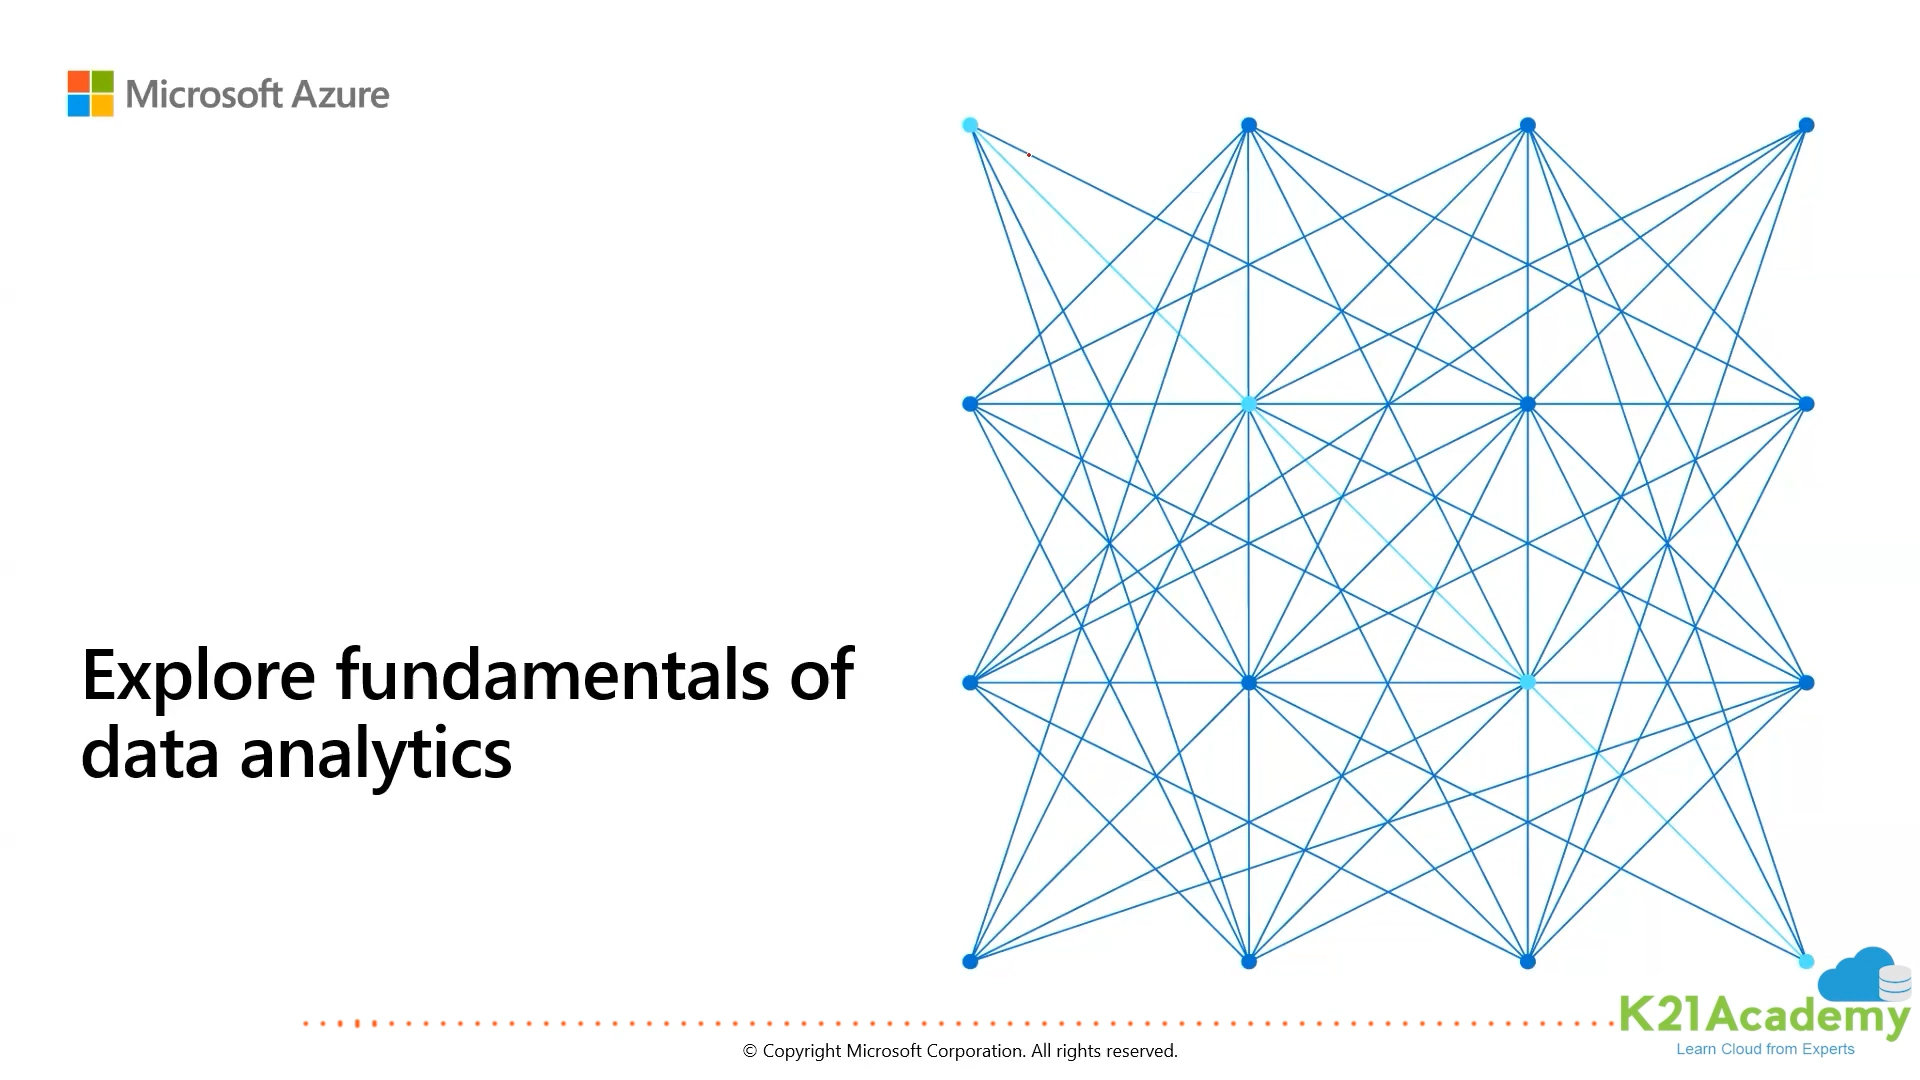 Microsoft Azure
Explore fundamentals of
data analytics
K21Academy
Learn Cloud from Experts
© Copyright Microsoft Corporation. All rights reserved.